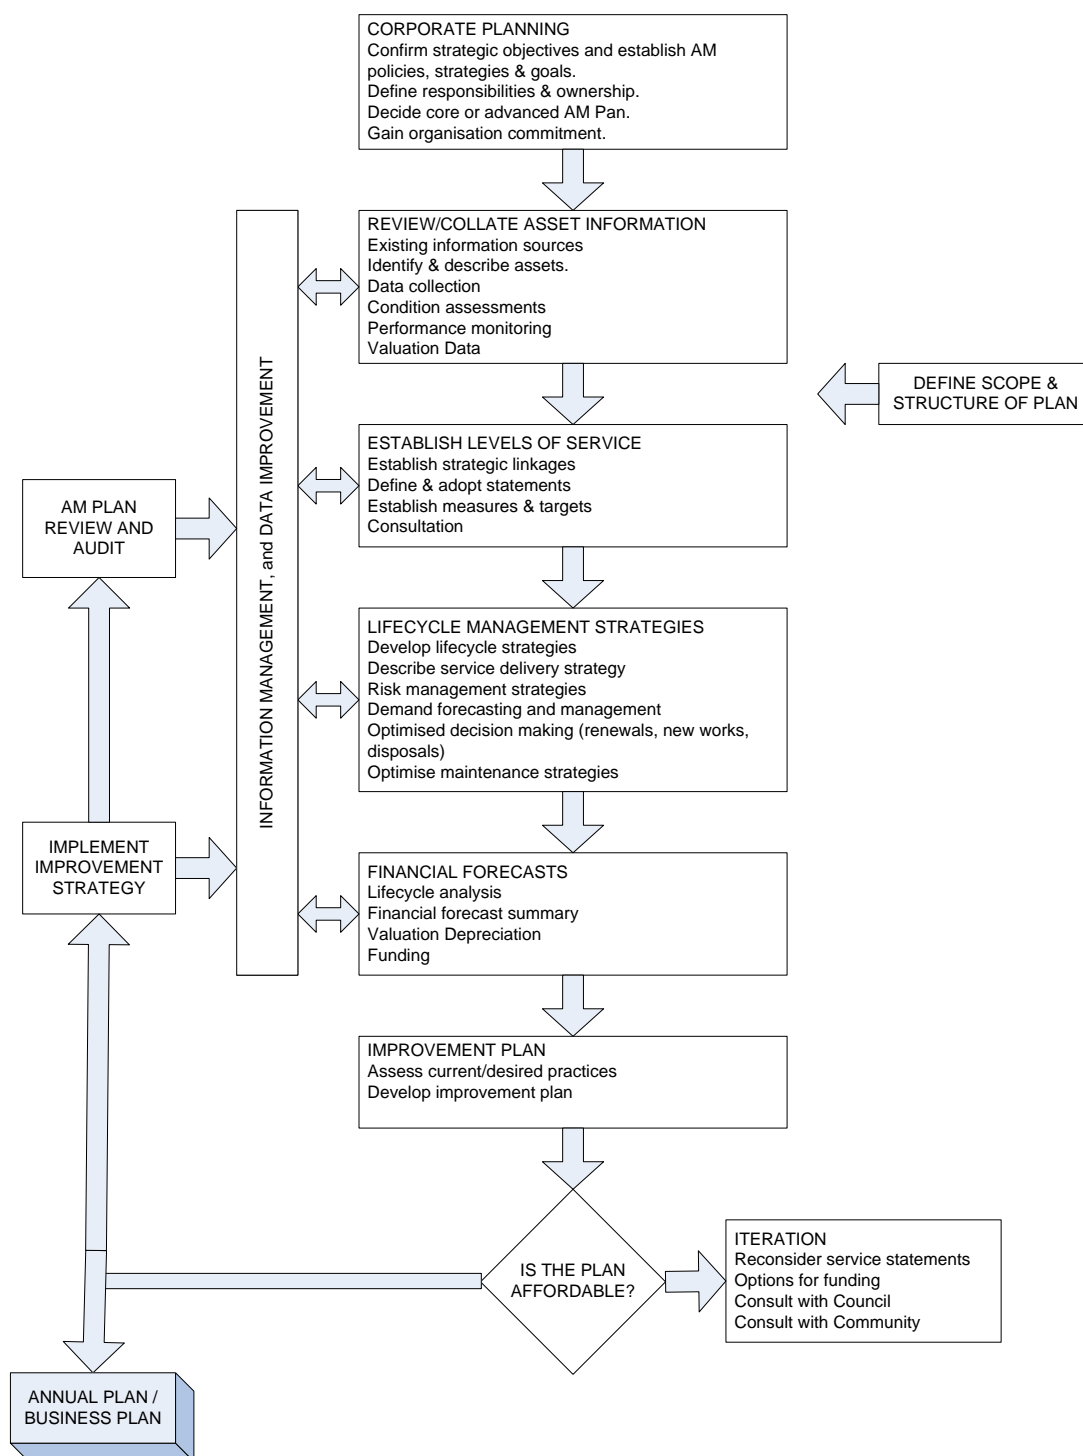 CORPORATE PLANNING
Confirm strategic objectives and establish AM
policies, strategies & goals.
Define responsibilities & ownership.
Decide core or advanced AM Pan.
Gain organisation commitment.
REVIEW/COLLATE ASSET INFORMATION
Existing information sources
Identify & describe assets.
Data collection
Condition assessments
Performance monitoring
Valuation Data
DEFINE SCOPE &
STRUCTURE OF PLAN
INFORMATION MANAGEMENT, and DATA IMPROVEMENT
ESTABLISH LEVELS OF SERVICE
Establish strategic linkages
Define & adopt statements
Establish measures & targets
Consultation
AM PLAN
REVIEW AND
AUDIT
LIFECYCLE MANAGEMENT STRATEGIES
Develop lifecycle strategies
Describe service delivery strategy
Risk management strategies
Demand forecasting and management
Optimised decision making (renewals, new works,
disposals)
Optimise maintenance strategies
IMPLEMENT
IMPROVEMENT
STRATEGY
FINANCIAL FORECASTS
Lifecycle analysis
Financial forecast summary
Valuation Depreciation
Funding
IMPROVEMENT PLAN
Assess current/desired practices
Develop improvement plan
IS THE PLAN
AFFORDABLE?
ITERATION
Reconsider service statements
Options for funding
Consult with Council
Consult with Community
ANNUAL PLAN /
BUSINESS PLAN